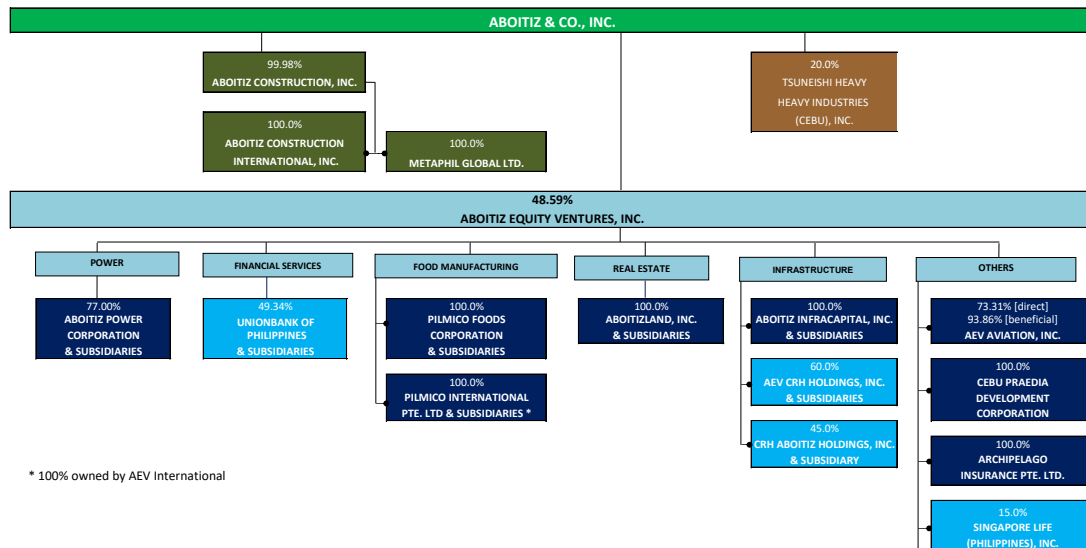 ABOITIZ & CO., INC.
99.98%
ABOITIZ CONSTRUCTION, INC.
20.0%
TSUNEISHI HEAVY
HEAVY INDUSTRIES
(CEBU), INC.
100.0%
ABOITIZ CONSTRUCTION
INTERNATIONAL, INC.
100.0%
METAPHIL GLOBAL LTD.
48.59%
ABOITIZ EQUITY VENTURES, INC.
POWER
FINANCIAL SERVICES
FOOD MANUFACTURING
REAL ESTATE
INFRASTRUCTURE
OTHERS
77.00%
ABOITIZ POWER
CORPORATION
& SUBSIDIARIES
49.34%
UNIONBANK OF
PHILIPPINES
& SUBSIDIARIES
100.0%
PILMICO FOODS
CORPORATION
& SUBSIDIARIES
100.0%
PILMICO INTERNATIONAL
PTE. LTD & SUBSIDIARIES *
100.0%
ABOITIZLAND, INC.
& SUBSIDIARIES
100.0%
ABOITIZ INFRACAPITAL, INC.
& SUBSIDIARIES
60.0%
AEV CRH HOLDINGS, INC.
& SUBSIDIARIES
45.0%
CRH ABOITIZ HOLDINGS, INC.
& SUBSIDIARY
73.31% [direct]
93.86% [beneficial]
AEV AVIATION, INC.
100.0%
CEBU PRAEDIA
DEVELOPMENT
CORPORATION
100.0%
ARCHIPELAGO
INSURANCE PTE. LTD.
15.0%
SINGAPORE LIFE
(PHILIPPINES), INC.
* 100% owned by AEV International